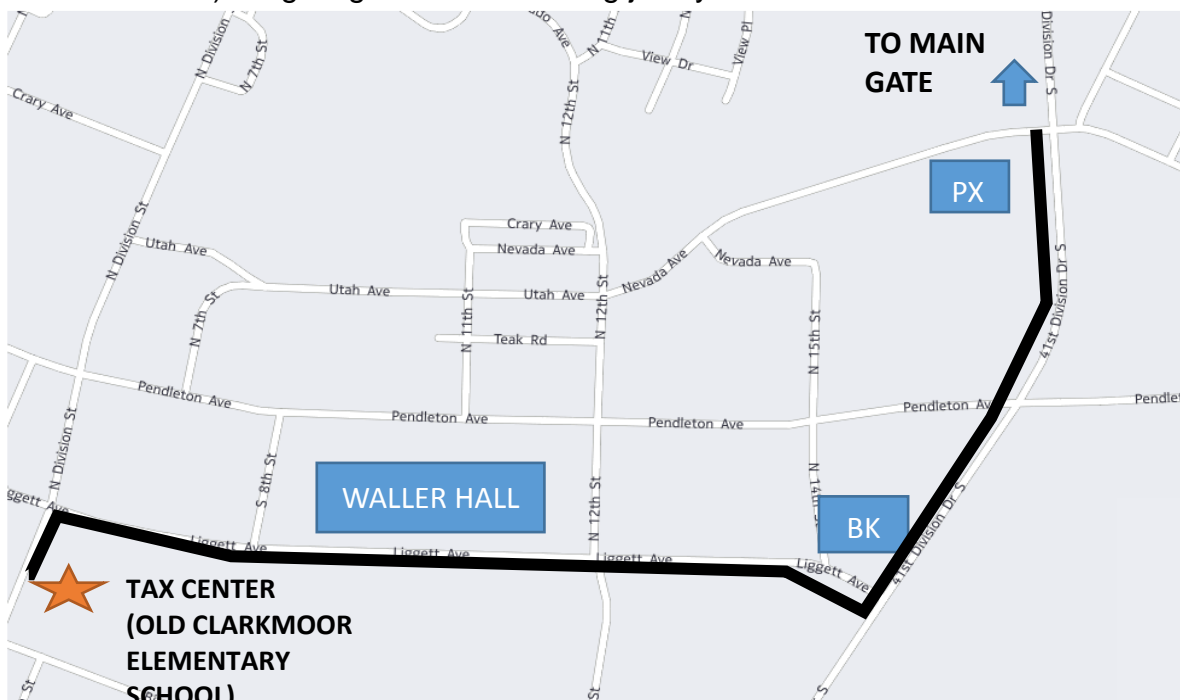 TO MAIN
GATE
N Division
N 7th St
Crary Ave
N 11th
View Dr
View Pl
N 12th St
Division Dr S
PX
N Division St
Utah Ave
Crary Ave
Nevada Ave
Nevada Ave
Nevada Ave
Utah Ave
Utah Ave
N 7th St
N 11th St
N 12th St
Teak Rd
N 15th St
41st Division Dr S
Pendleton Ave
Pendleton Ave
Pendleton Ave
Pendleton Av
N Division St
S 8th St
WALLER HALL
N 12th St
BK
Liggett Ave
Liggett Ave
Liggett Ave
Liggett Ave
41st Division Dr S
TAX CENTER
(OLD CLARKMOOR
ELEMENTARY
SCHOOL)
St
St
S